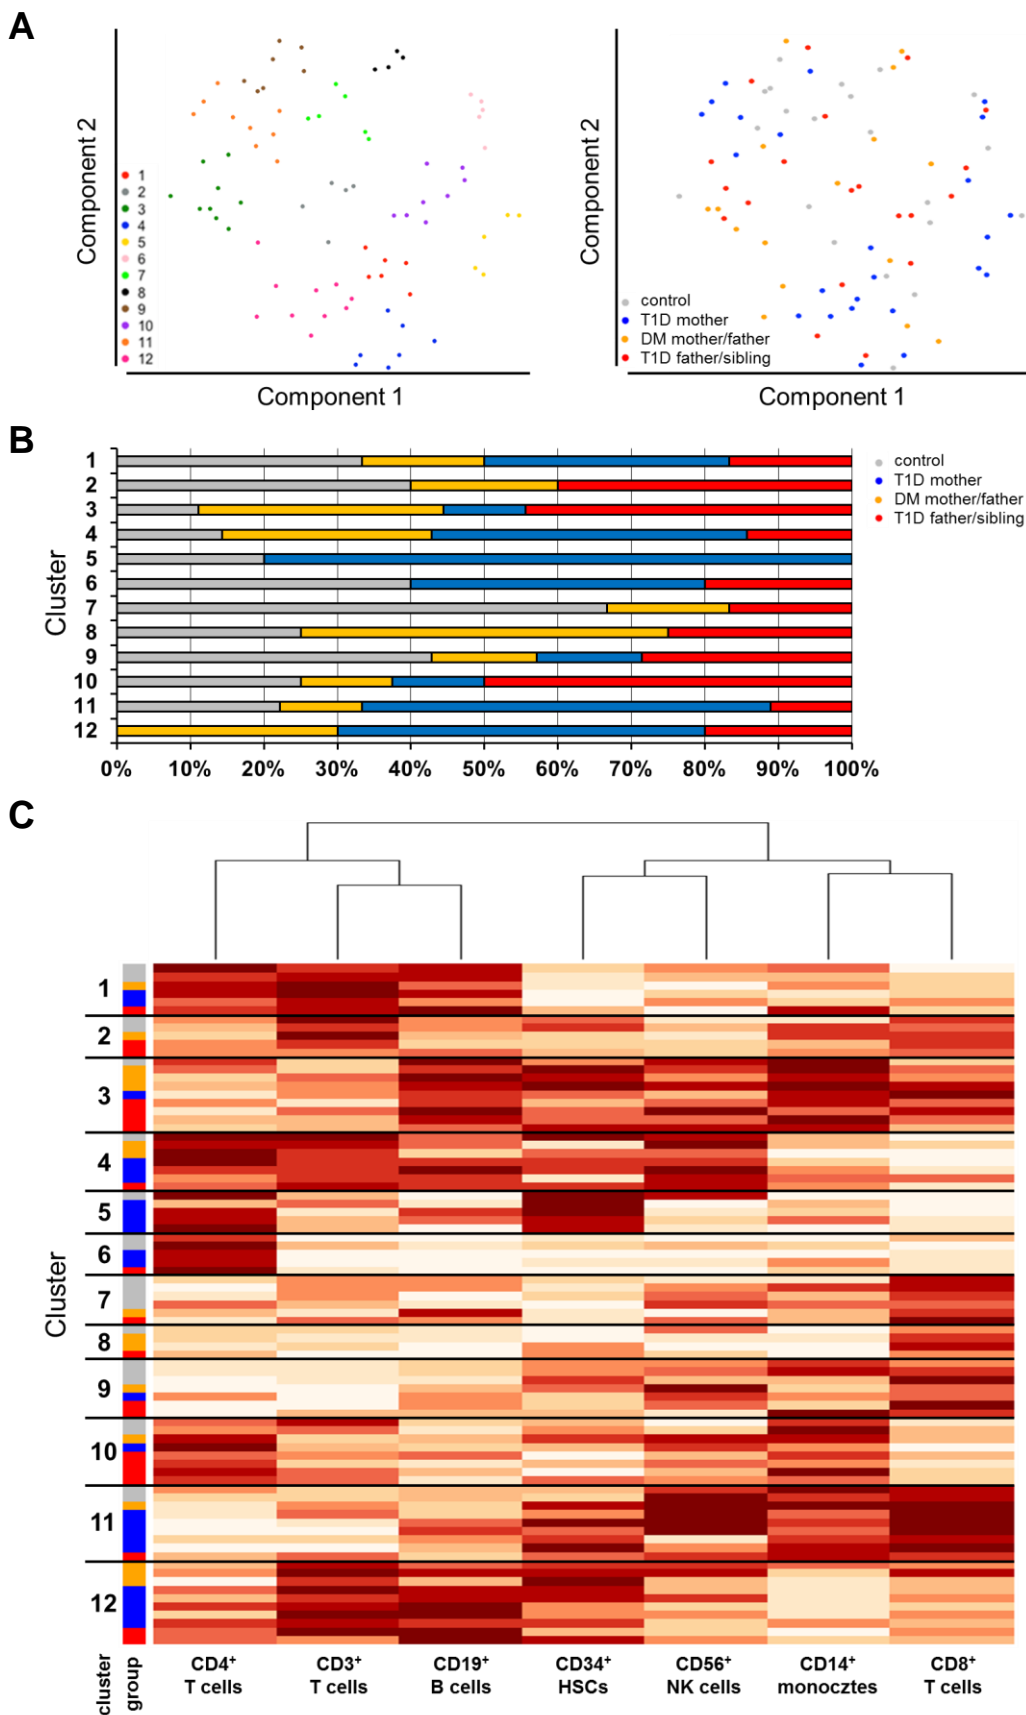 A
Component 2
1
2
3
4
5
6
7
8
9
10
11
12
Component 1
Component 2
control
T1D mother
DM mother/father
T1D father/sibling
Component 1
B
Cluster
1
2
3
4
5
6
7
8
9
10
11
12
0% 10% 20% 30% 40% 50% 60% 70% 80% 90% 100%
control
T1D mother
DM mother/father
T1D father/sibling
C
Cluster
1
2
3
4
5
6
7
8
9
10
11
12
cluster
group
CD4+
T cells
CD3+
T cells
CD19+
B cells
CD34+
HSCs
CD56+
NK cells
CD14+
monocztes
CD8+
T cells